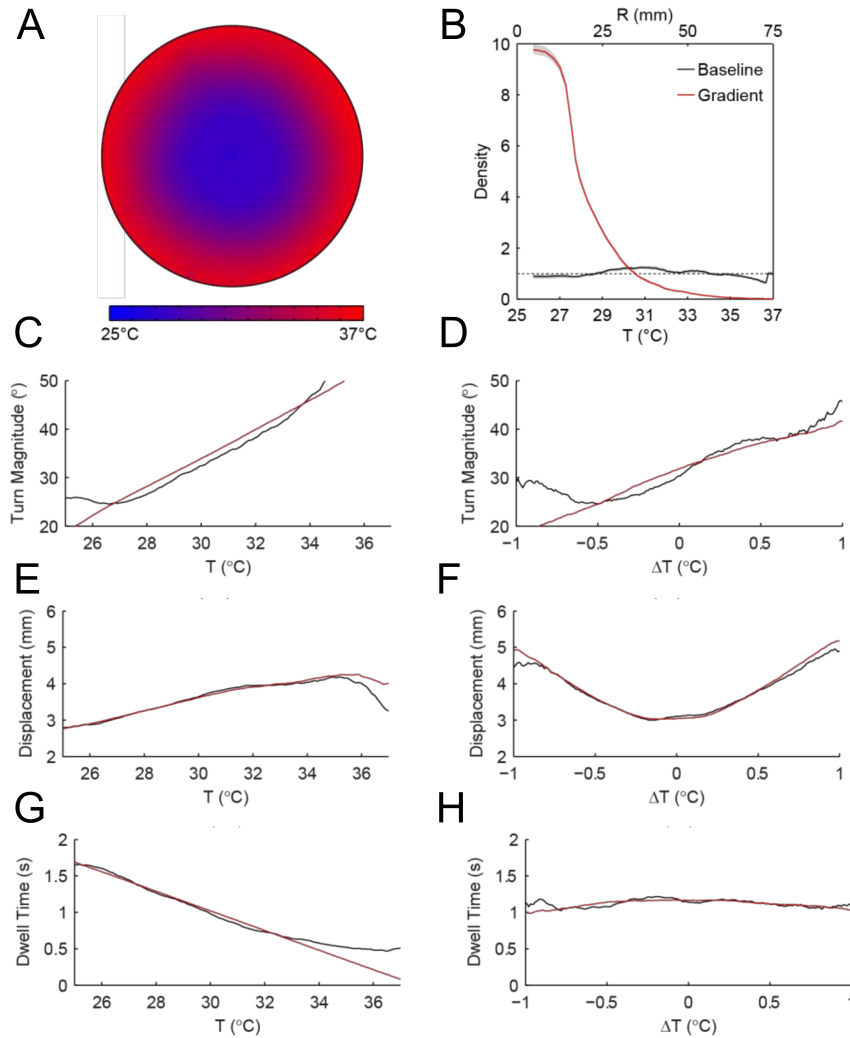 A
25°C
37°C
B
R (mm)
0 25 50 75
10
8
6
4
2
0
Density
Baseline
Gradient
25 27 29 31 33 35 37
T (°C)
C
50
40
30
20
Turn Magnitude (°)
26 28 30 32 34 36
T (°C)
D
50
40
30
20
Turn Magnitude (°)
−1 −0.5 0 0.5 1
ΔT (°C)
E
6
5
4
3
2
Displacement (mm)
26 28 30 32 34 36
T (°C)
F
6
5
4
3
2
Displacement (mm)
−1 −0.5 0 0.5 1
ΔT (°C)
G
2
1.5
1
0.5
0
Dwell Time (s)
26 28 30 32 34 36
T (°C)
H
2
1.5
1
0.5
0
Dwell Time (s)
−1 −0.5 0 0.5 1
ΔT (°C)